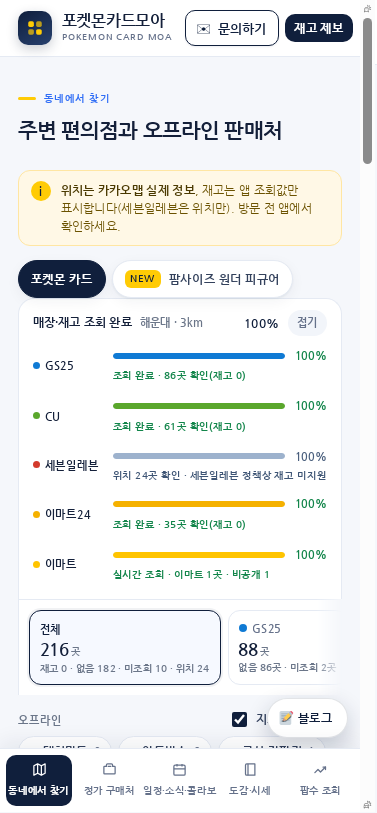 포켓몬카드모아
POKEMON CARD MOA
✉️ 문의하기
재고 제보
동네에서 찾기
주변 편의점과 오프라인 판매처
i
위치는 카카오맵 실제 정보, 재고는 앱 조회값만
표시합니다(세븐일레븐은 위치만). 방문 전 앱에서
확인하세요.
포켓몬 카드
NEW 팜사이즈 원더 피규어
매장·재고 조회 완료 해운대 · 3km 100% 접기
GS25 100%
조회 완료 · 86곳 확인(재고 0)
CU 100%
조회 완료 · 61곳 확인(재고 0)
세븐일레븐 100%
위치 24곳 확인 · 세븐일레븐 정책상 재고 미지원
이마트24 100%
조회 완료 · 35곳 확인(재고 0)
이마트 100%
실시간 조회 · 이마트 1곳 · 비공개 1
전체
216곳
재고 0 · 없음 182 · 미조회 10 · 위치 24
GS25
88곳
없음 86곳 · 미조회 2곳
오프라인
📝 블로그
동네에서 찾기
정가 구매처
일정·소식·콜라보
도감·시세
팝수 조회